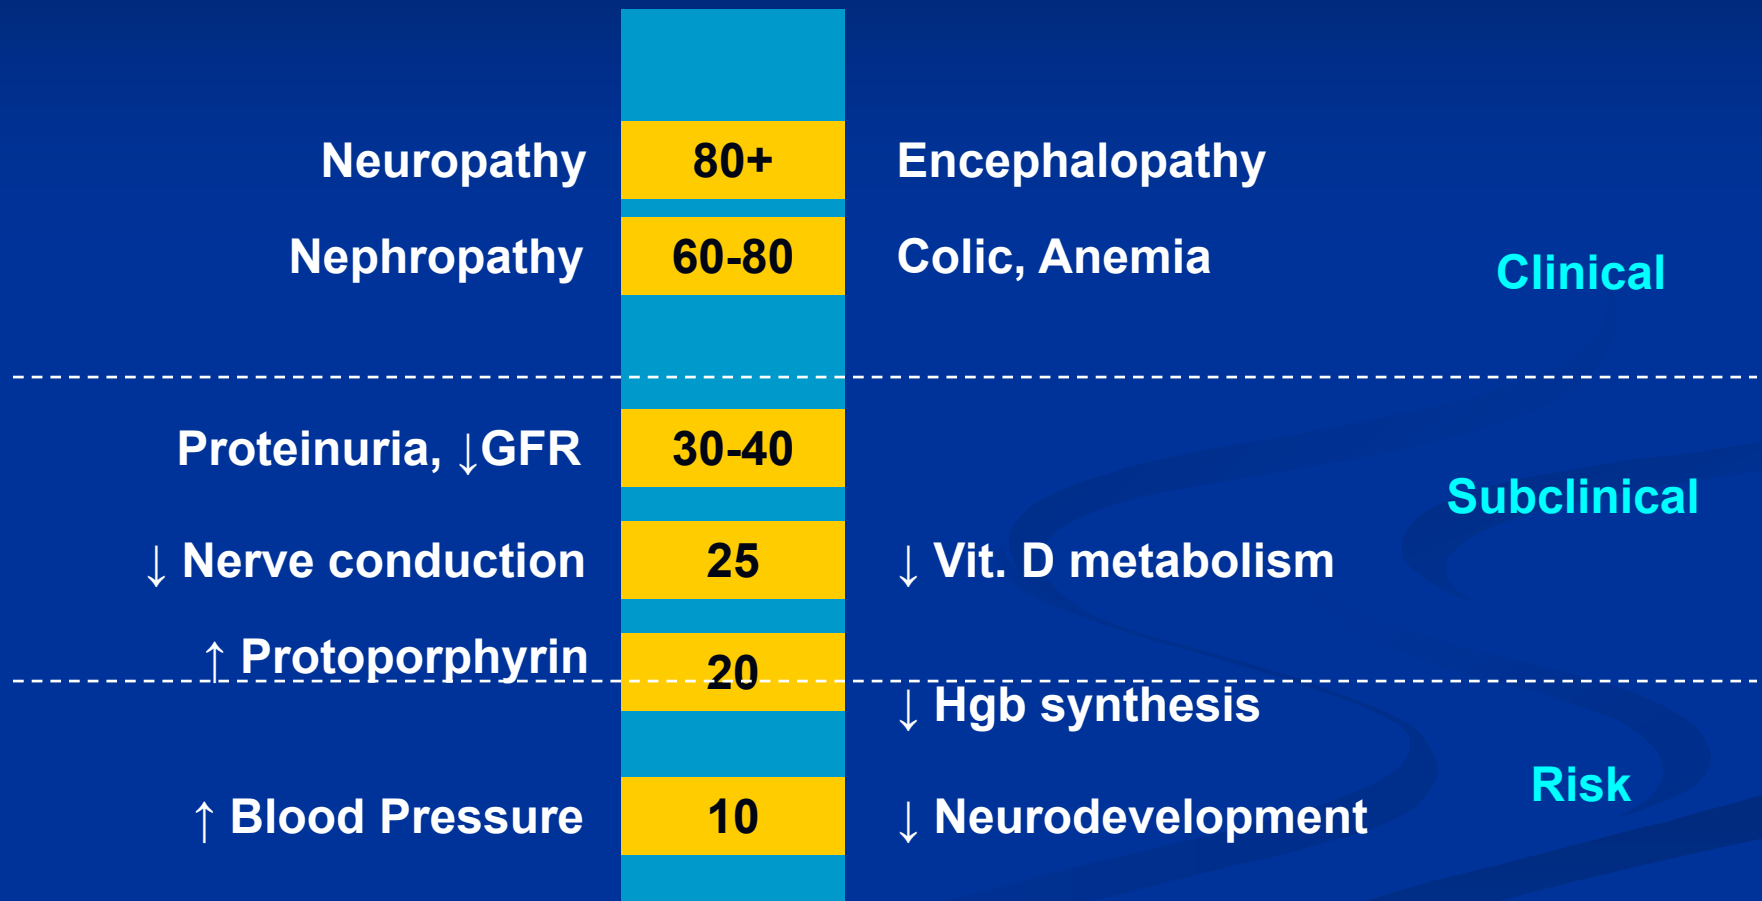 Neuropathy 80+ Encephalopathy
Nephropathy 60-80 Colic, Anemia
Clinical
Proteinuria, ↓GFR 30-40
Subclinical
↓ Nerve conduction 25 ↓ Vit. D metabolism
↑ Protoporphyrin 20
↓ Hgb synthesis
Risk
↑ Blood Pressure 10 ↓ Neurodevelopment